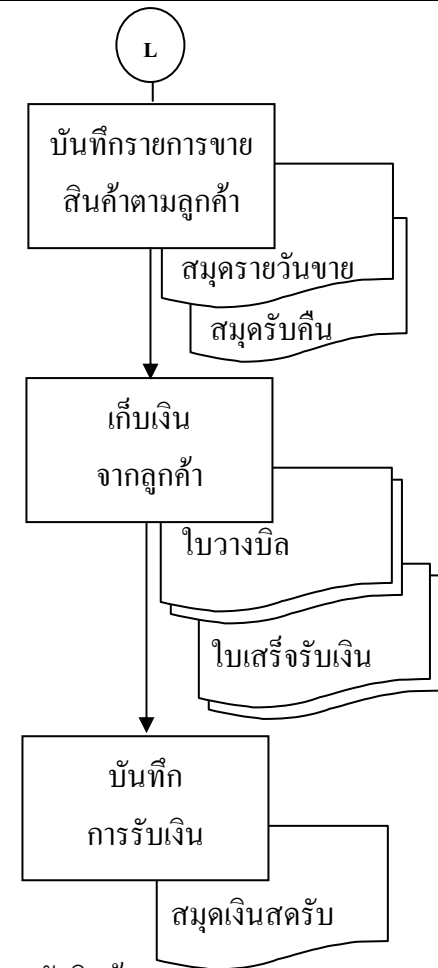 L
บันทึกรายการขาย
สินค้าตามลูกค้า
สมุดรายวันขาย
สมุดรับคืน
เก็บเงิน
จากลูกค้า
ใบวางบิล
ใบเสร็จรับเงิน
บันทึก
การรับเงิน
สมุดเงินสดรับ